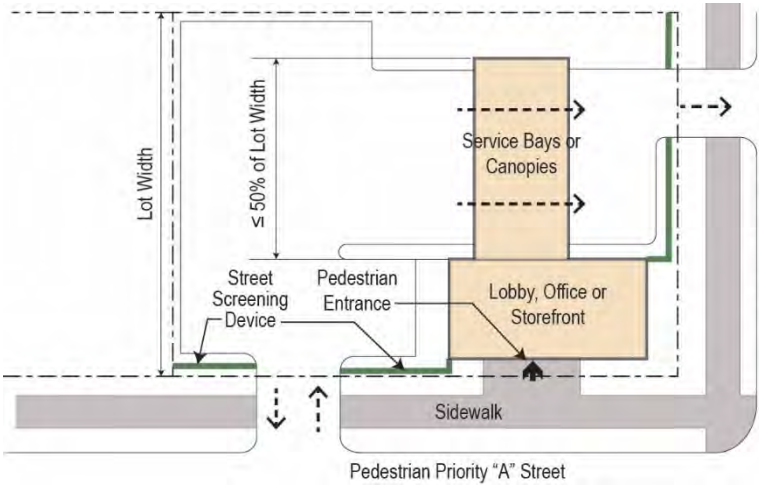 Lot Width
≤ 50% of Lot Width
Service Bays or
Canopies
Street
Screening
Device
Pedestrian
Entrance
Lobby, Office or
Storefront
Sidewalk
Pedestrian Priority “A” Street